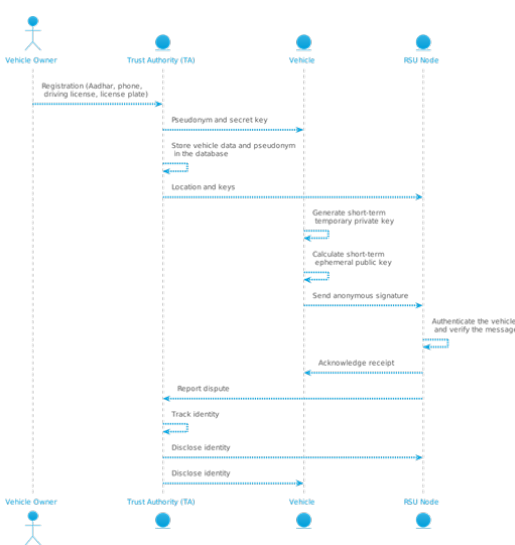 Vehicle Owner
Trust Authority (TA)
Vehicle
RSU Node
Registration (Aadhar, phone,
driving license, license plate)
Pseudonym and secret key
Store vehicle data and pseudonym
in the database
Location and keys
Generate short-term
temporary private key
Calculate short-term
ephemeral public key
Send anonymous signature
Authenticate the vehicle
and verify the message
Acknowledge receipt
Report dispute
Track identity
Disclose identity
Disclose identity
Vehicle Owner
Trust Authority (TA)
Vehicle
RSU Node